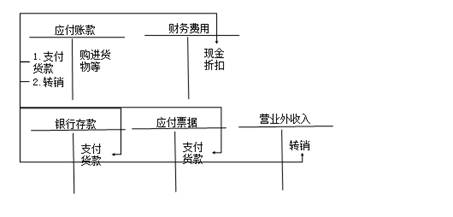 应付账款
财务费用
1.支付
货款
2.转销
购进货
物等
现金
折扣
银行存款
应付票据
营业外收入
支付
货款
支付
货款
转销